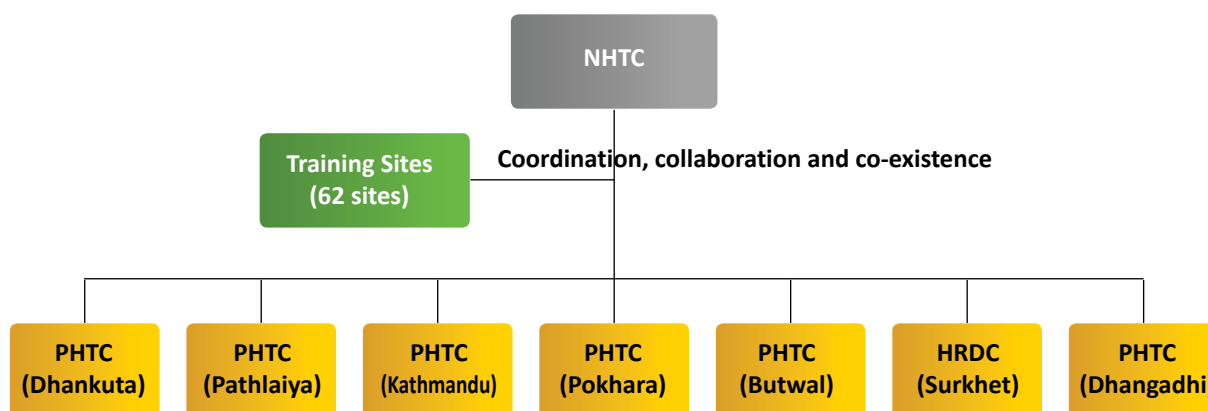 NHTC
Training Sites
(62 sites)
Coordination, collaboration and co-existence
PHTC
(Dhankuta)
PHTC
(Pathlaiya)
PHTC
(Kathmandu)
PHTC
(Pokhara)
PHTC
(Butwal)
HRDC
(Surkhet)
PHTC
(Dhangadhi